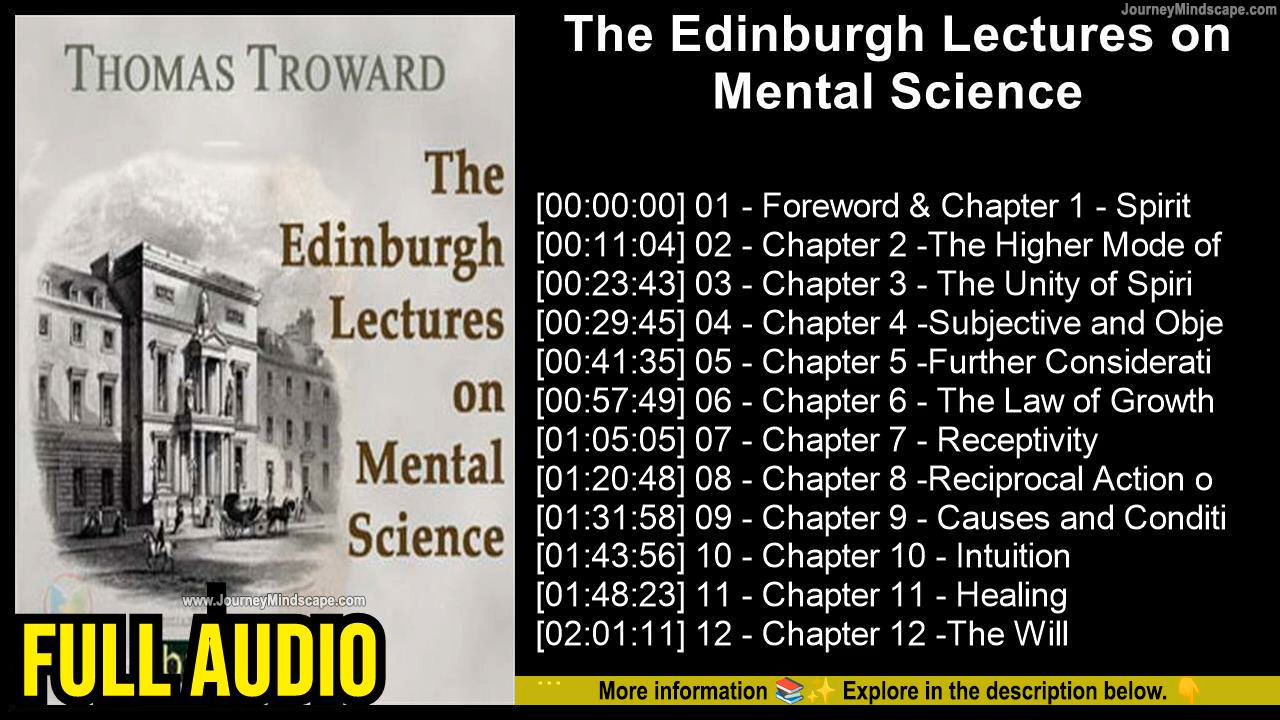 JourneyMindscape.com
THOMAS TROWARD
The
Edinburgh
Lectures
on
Mental
Science
www.JourneyMindscape.com
FULL AUDIO
The Edinburgh Lectures on
Mental Science
[00:00:00] 01 - Foreword & Chapter 1 - Spirit
[00:11:04] 02 - Chapter 2 -The Higher Mode of
[00:23:43] 03 - Chapter 3 - The Unity of Spiri
[00:29:45] 04 - Chapter 4 -Subjective and Obje
[00:41:35] 05 - Chapter 5 -Further Considerati
[00:57:49] 06 - Chapter 6 - The Law of Growth
[01:05:05] 07 - Chapter 7 - Receptivity
[01:20:48] 08 - Chapter 8 -Reciprocal Action o
[01:31:58] 09 - Chapter 9 - Causes and Conditi
[01:43:56] 10 - Chapter 10 - Intuition
[01:48:23] 11 - Chapter 11 - Healing
[02:01:11] 12 - Chapter 12 -The Will
...
More information 📚✨ Explore in the description below. 👇